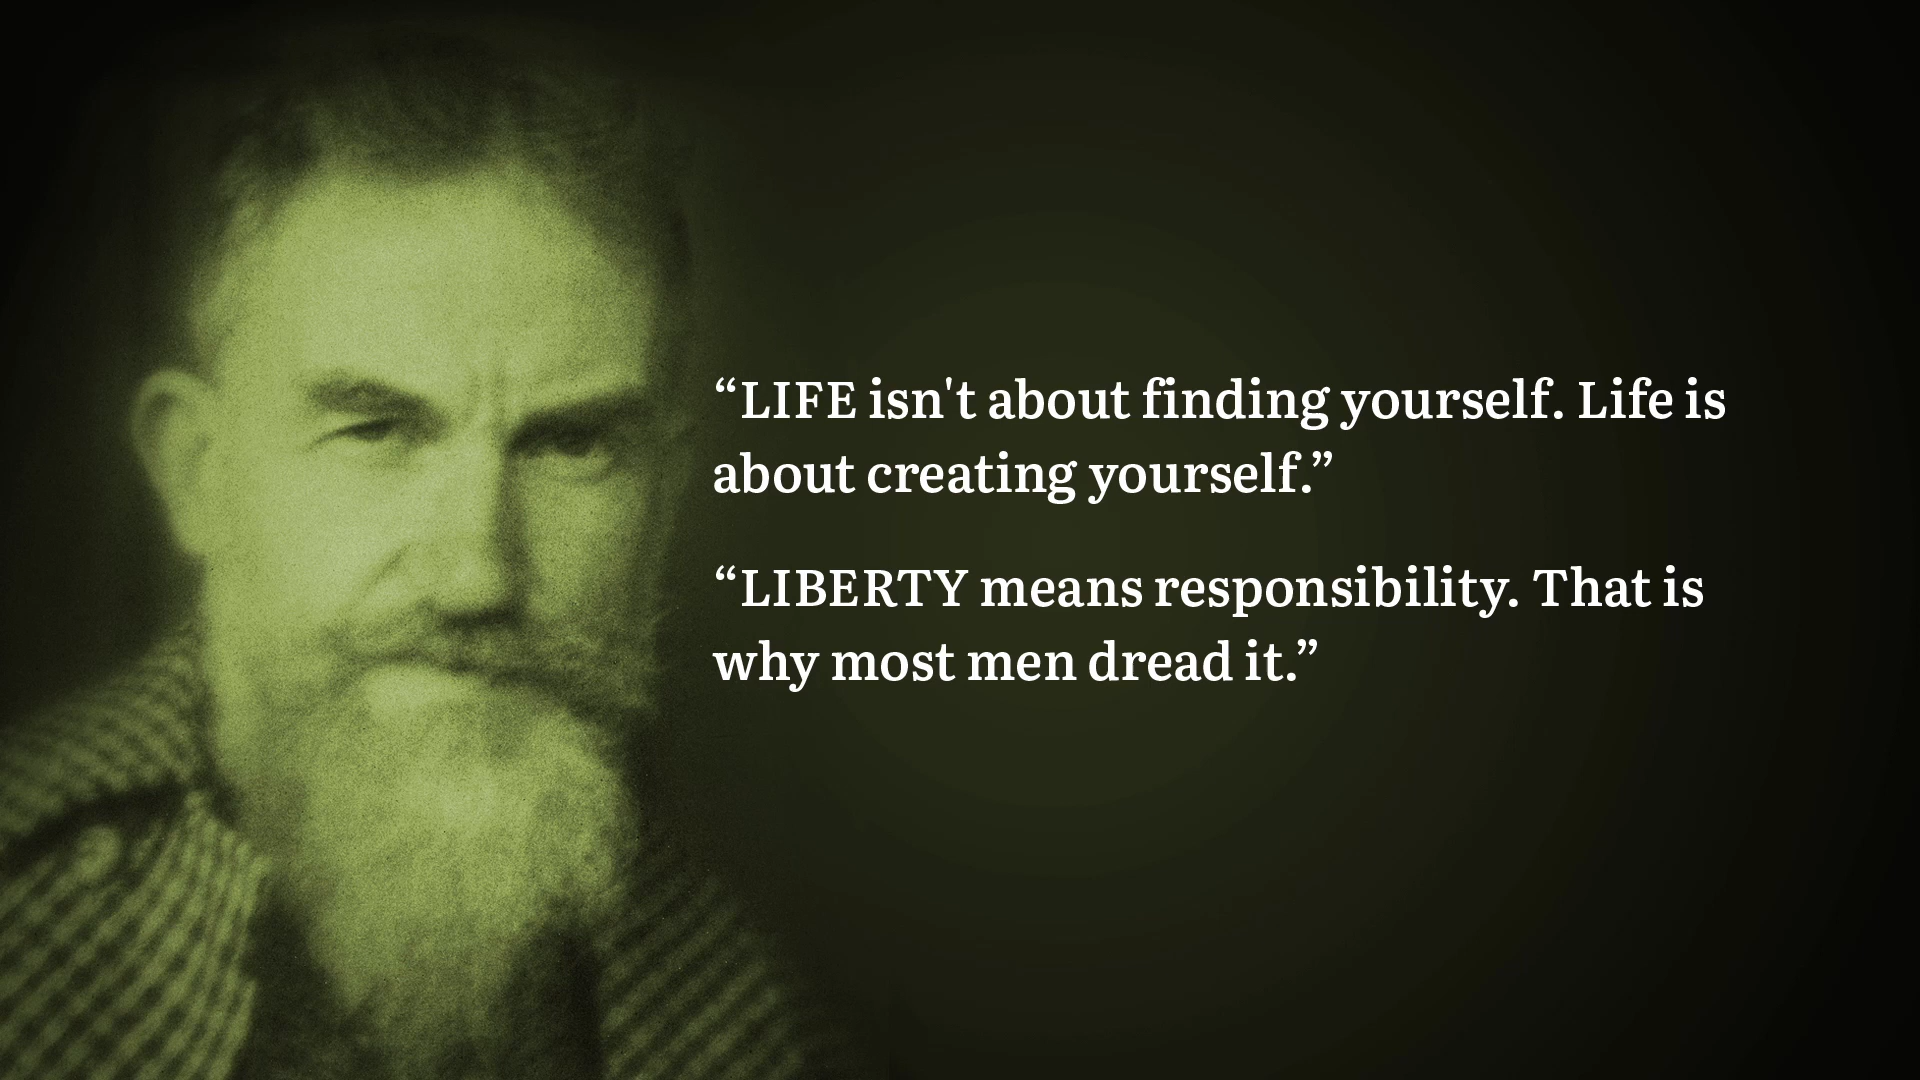 “LIFE isn't about finding yourself. Life is
about creating yourself.”
“LIBERTY means responsibility. That is
why most men dread it.”